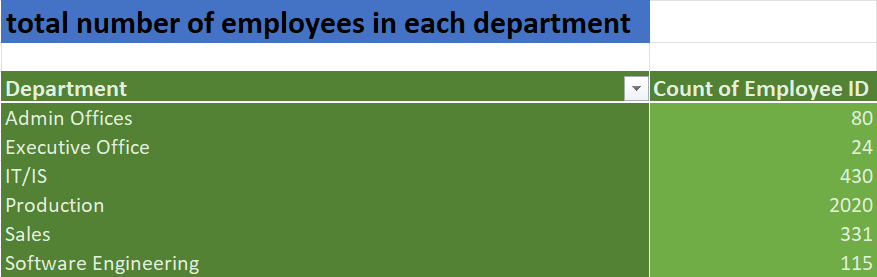 total number of employees in each department
Department Count of Employee ID
Admin Offices 80
Executive Office 24
IT/IS 430
Production 2020
Sales 331
Software Engineering 115